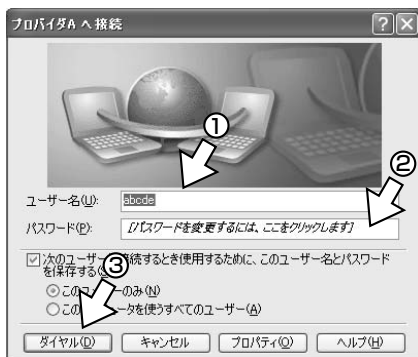 プロバイダA へ接続
①
②
ユーザー名(U):
abcde
パスワード(P):
[パスワードを変更するには、ここをクリックします]
次のユーザー 接続するとき使用するために、このユーザー名とパスワード
を保存する
③
このユーザーのみ(N)
この ータを使うすべてのユーザー(A)
ダイヤル(D)
キャンセル
プロパティ(O)
ヘルプ(H)